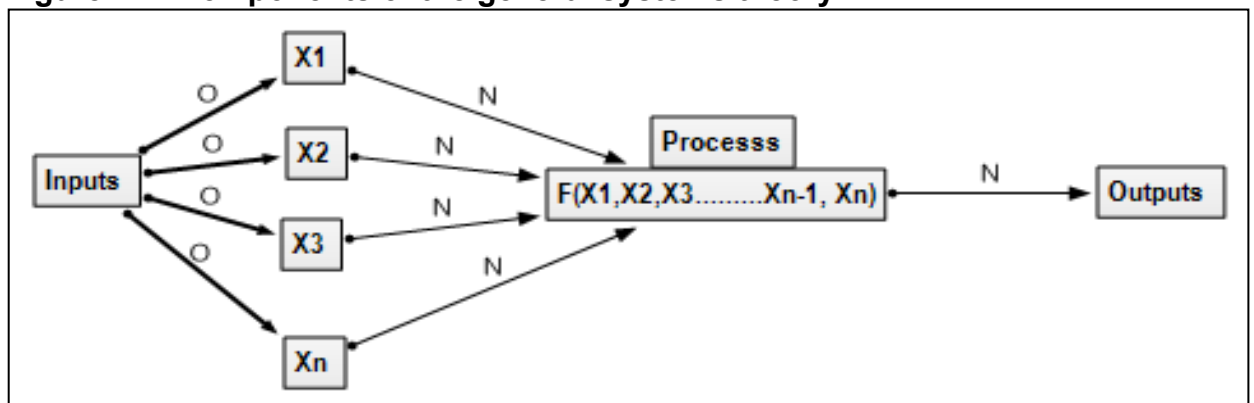 X1
O
N
X2
O
N
Processs
Inputs
F(X1,X2,X3.........Xn-1, Xn)
N
Outputs
O
N
X3
O
N
Xn